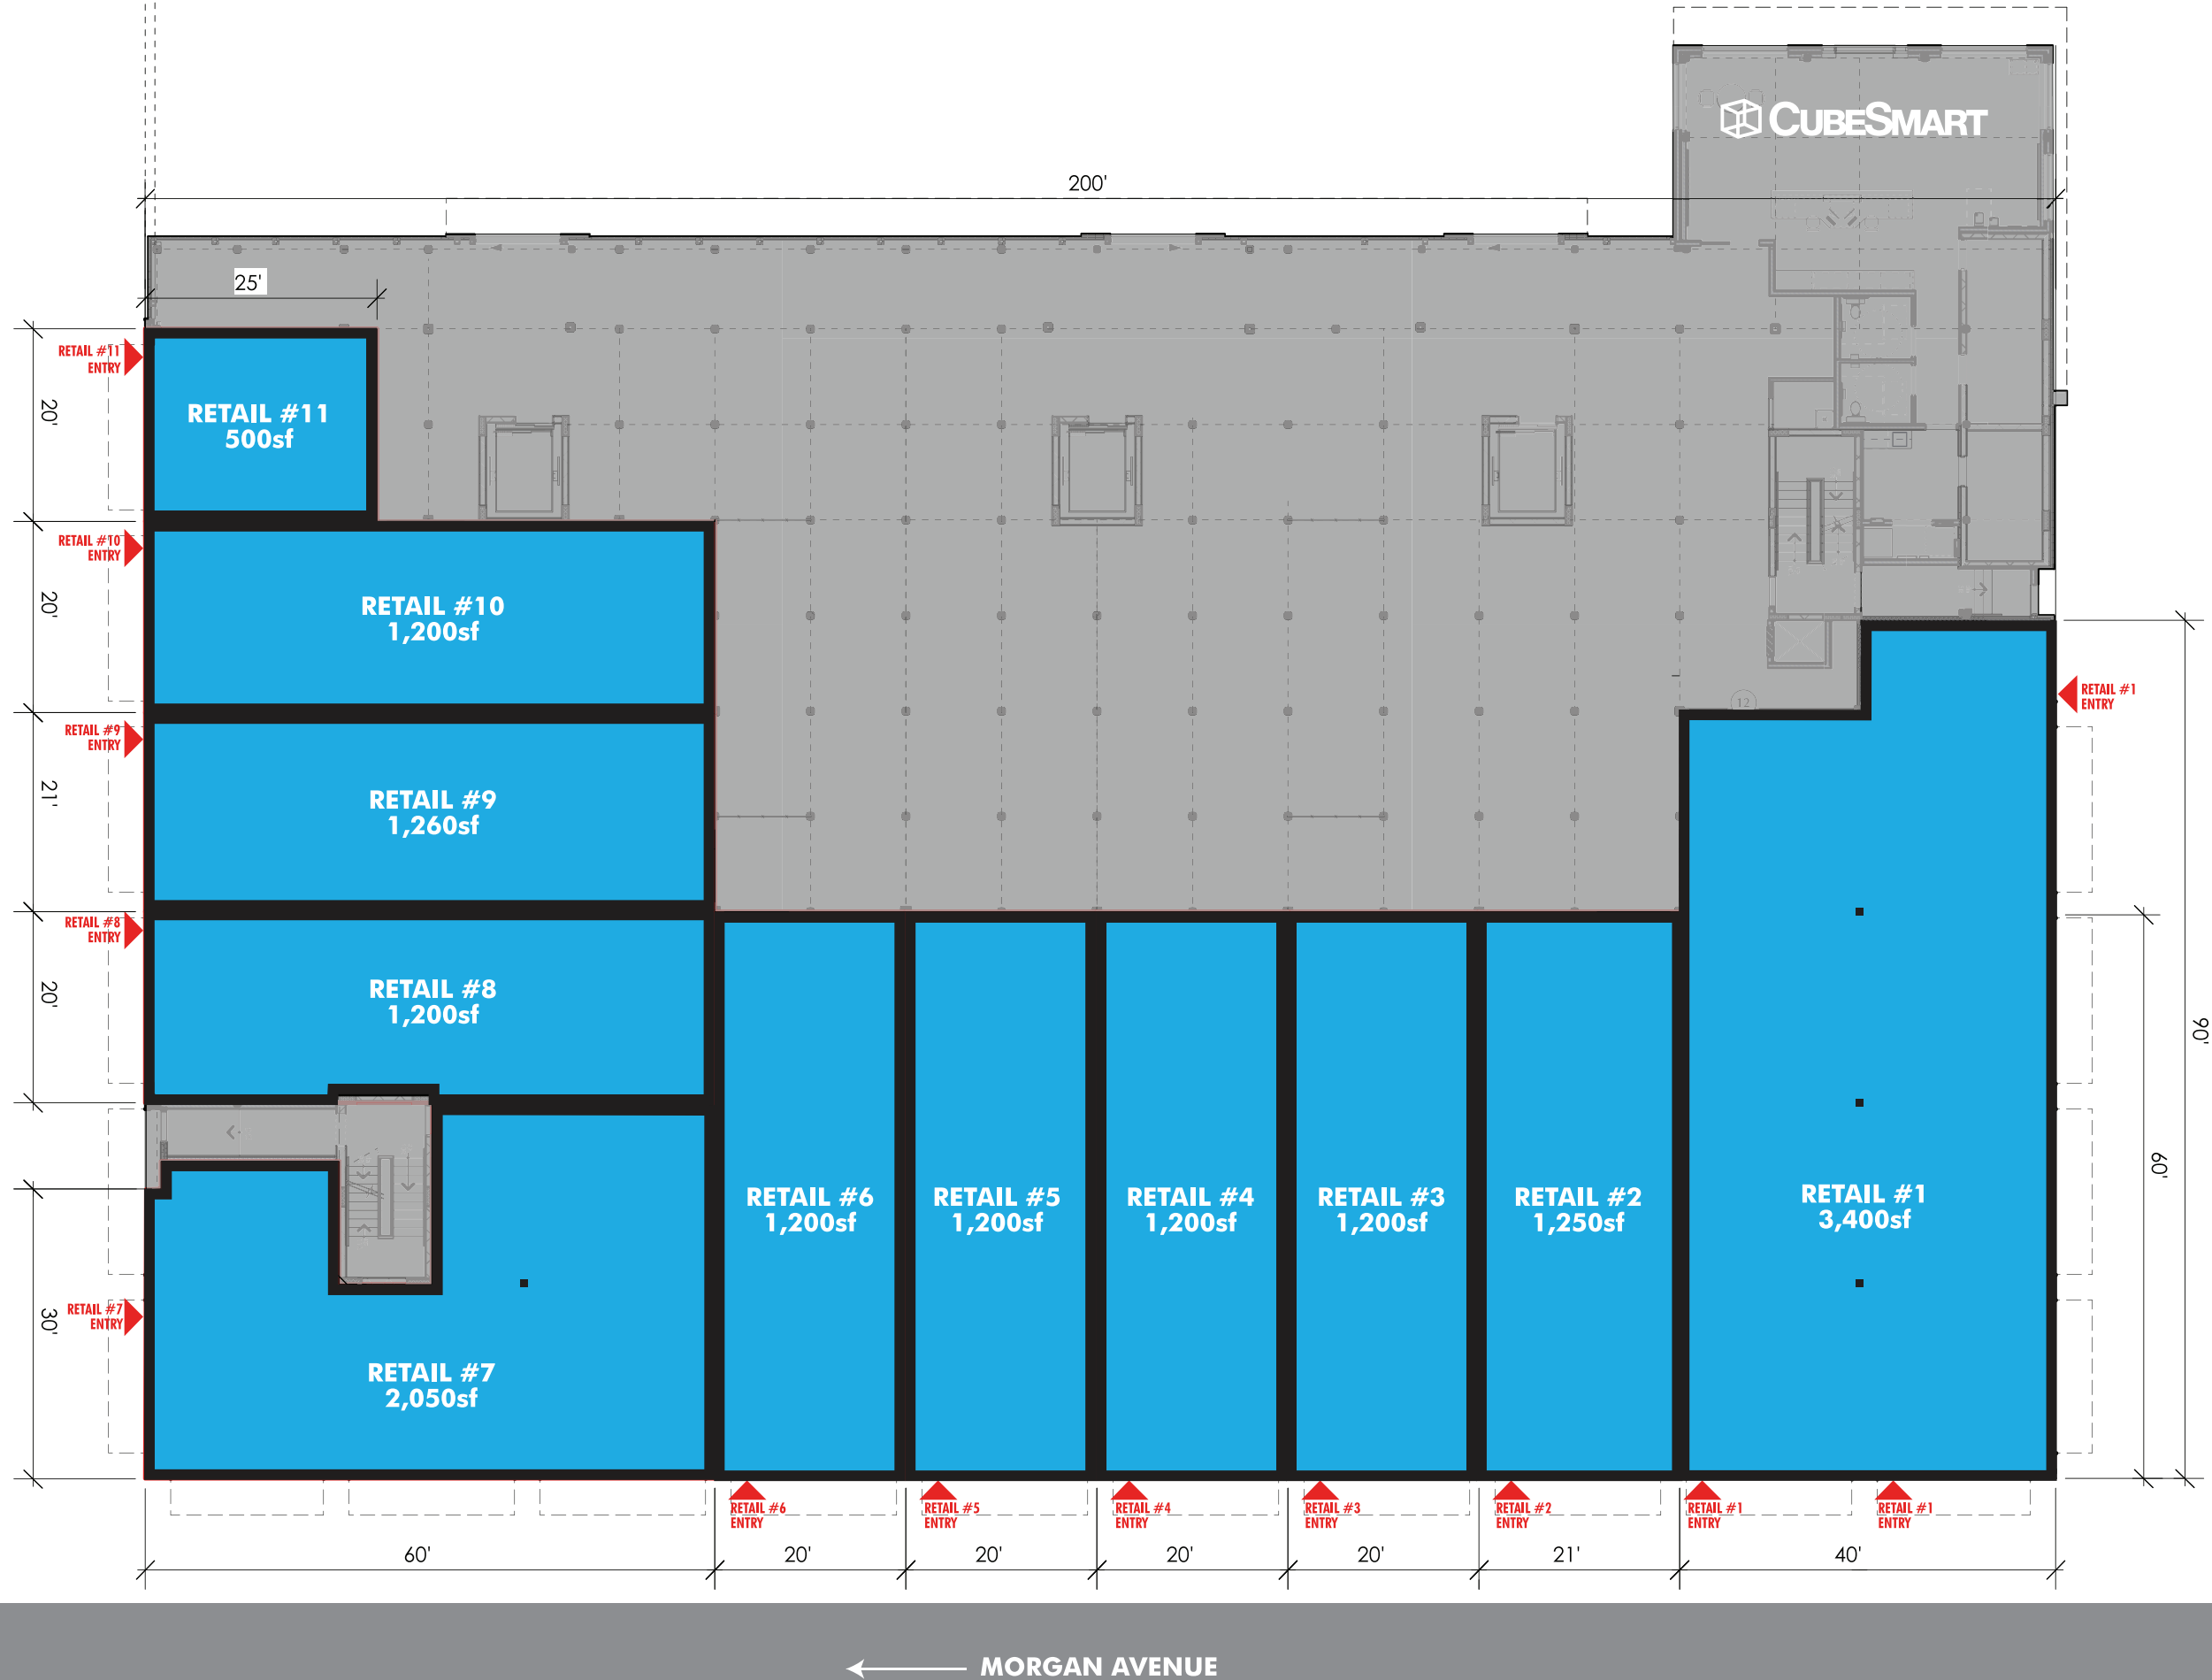 CUBESMART
200'
25'
RETAIL #11
ENTRY
20'
RETAIL #11
500sf
RETAIL #10
ENTRY
20'
RETAIL #10
1,200sf
RETAIL #1
ENTRY
12
RETAIL #9
ENTRY
21'
RETAIL #9
1,260sf
RETAIL #8
ENTRY
20'
RETAIL #8
1,200sf
90'
60'
RETAIL #6
1,200sf
RETAIL #5
1,200sf
RETAIL #4
1,200sf
RETAIL #3
1,200sf
RETAIL #2
1,250sf
RETAIL #1
3,400sf
RETAIL #7
ENTRY
30'
RETAIL #7
2,050sf
RETAIL #6
ENTRY
RETAIL #5
ENTRY
RETAIL #4
ENTRY
RETAIL #3
ENTRY
RETAIL #2
ENTRY
RETAIL #1
ENTRY
RETAIL #1
ENTRY
60'
20'
20'
20'
20'
21'
40'
MORGAN AVENUE